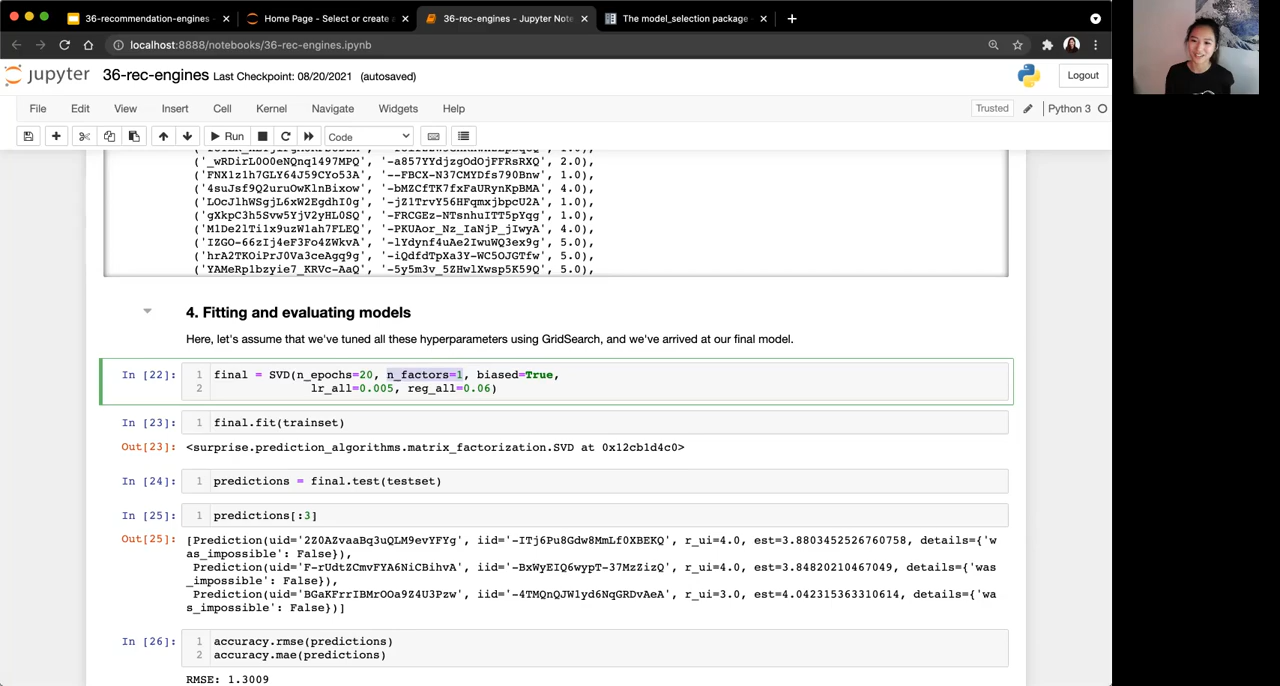 36-recommendation-engines
Home Page - Select or create a
36-rec-engines - Jupyter Note
The model_selection package
localhost:8888/notebooks/36-rec-engines.ipynb
jupyter 36-rec-engines Last Checkpoint: 08/20/2021 (autosaved)
Logout
File Edit View Insert Cell Kernel Navigate Widgets Help
Trusted Python 3
Run Code
('_wRDirL0O0eNQnq1497MPQ', '-a857YYdjzgOdOjFFRsRXQ', 2.0),
('FNX1z1h7GLY64J59CYo53A', '--FBCX-N37CMYDfs790Bnw', 1.0),
('4suJsf9Q2uruOwKlnBixow', '-bMZCfTK7fxFaURynKpBMA', 4.0),
('LOcJlhWSgjL6xW2EgdhI0g', '-jZ1TrvY56HFqmxjbpcU2A', 1.0),
('gXkpC3h5Svw5YjV2yHL0SQ', '-FRCGEz-NTsnhuITT5pYqg', 1.0),
('M1De2lTi1x9uzWlah7FLEQ', '-PKUAor_Nz_IaNjP_jIwyA', 4.0),
('IZGO-66zIj4eF3Fo4ZWkvA', '-lYdynf4uAe2IwuWQ3ex9g', 5.0),
('hrA2TKOiPrJ0Va3ceAgq9g', '-iQdfdTpXa3Y-WC5OJGTfw', 5.0),
('YAMeRp1bzyie7_KRVc-AaQ', '-5y5m3v_5ZHwlXwsp5K59Q', 5.0),
4. Fitting and evaluating models
Here, let's assume that we've tuned all these hyperparameters using GridSearch, and we've arrived at our final model.
In [22]: 1 final = SVD(n_epochs=20, n_factors=1, biased=True,
2 lr_all=0.005, reg_all=0.06)
In [23]: 1 final.fit(trainset)
Out[23]: <surprise.prediction_algorithms.matrix_factorization.SVD at 0x12cb1d4c0>
In [24]: 1 predictions = final.test(testset)
In [25]: 1 predictions[:3]
Out[25]: [Prediction(uid='2Z0AZvaaBq3uQLM9evYFYg', iid='-ITj6Pu8Gdw8MmLf0XBEKQ', r_ui=4.0, est=3.8803452526760758, details={'w
as_impossible': False}),
Prediction(uid='F-rUdtZCmvFYA6NiCBihvA', iid='-BxWyEIQ6wypT-37MzZizQ', r_ui=4.0, est=3.84820210467049, details={'was
_impossible': False}),
Prediction(uid='BGaKFrrIBMrOOa9Z4U3Pzw', iid='-4TMQnQJW1yd6NqGRDvAeA', r_ui=3.0, est=4.042315363310614, details={'wa
s_impossible': False})]
In [26]: 1 accuracy.rmse(predictions)
2 accuracy.mae(predictions)
RMSE: 1.3009